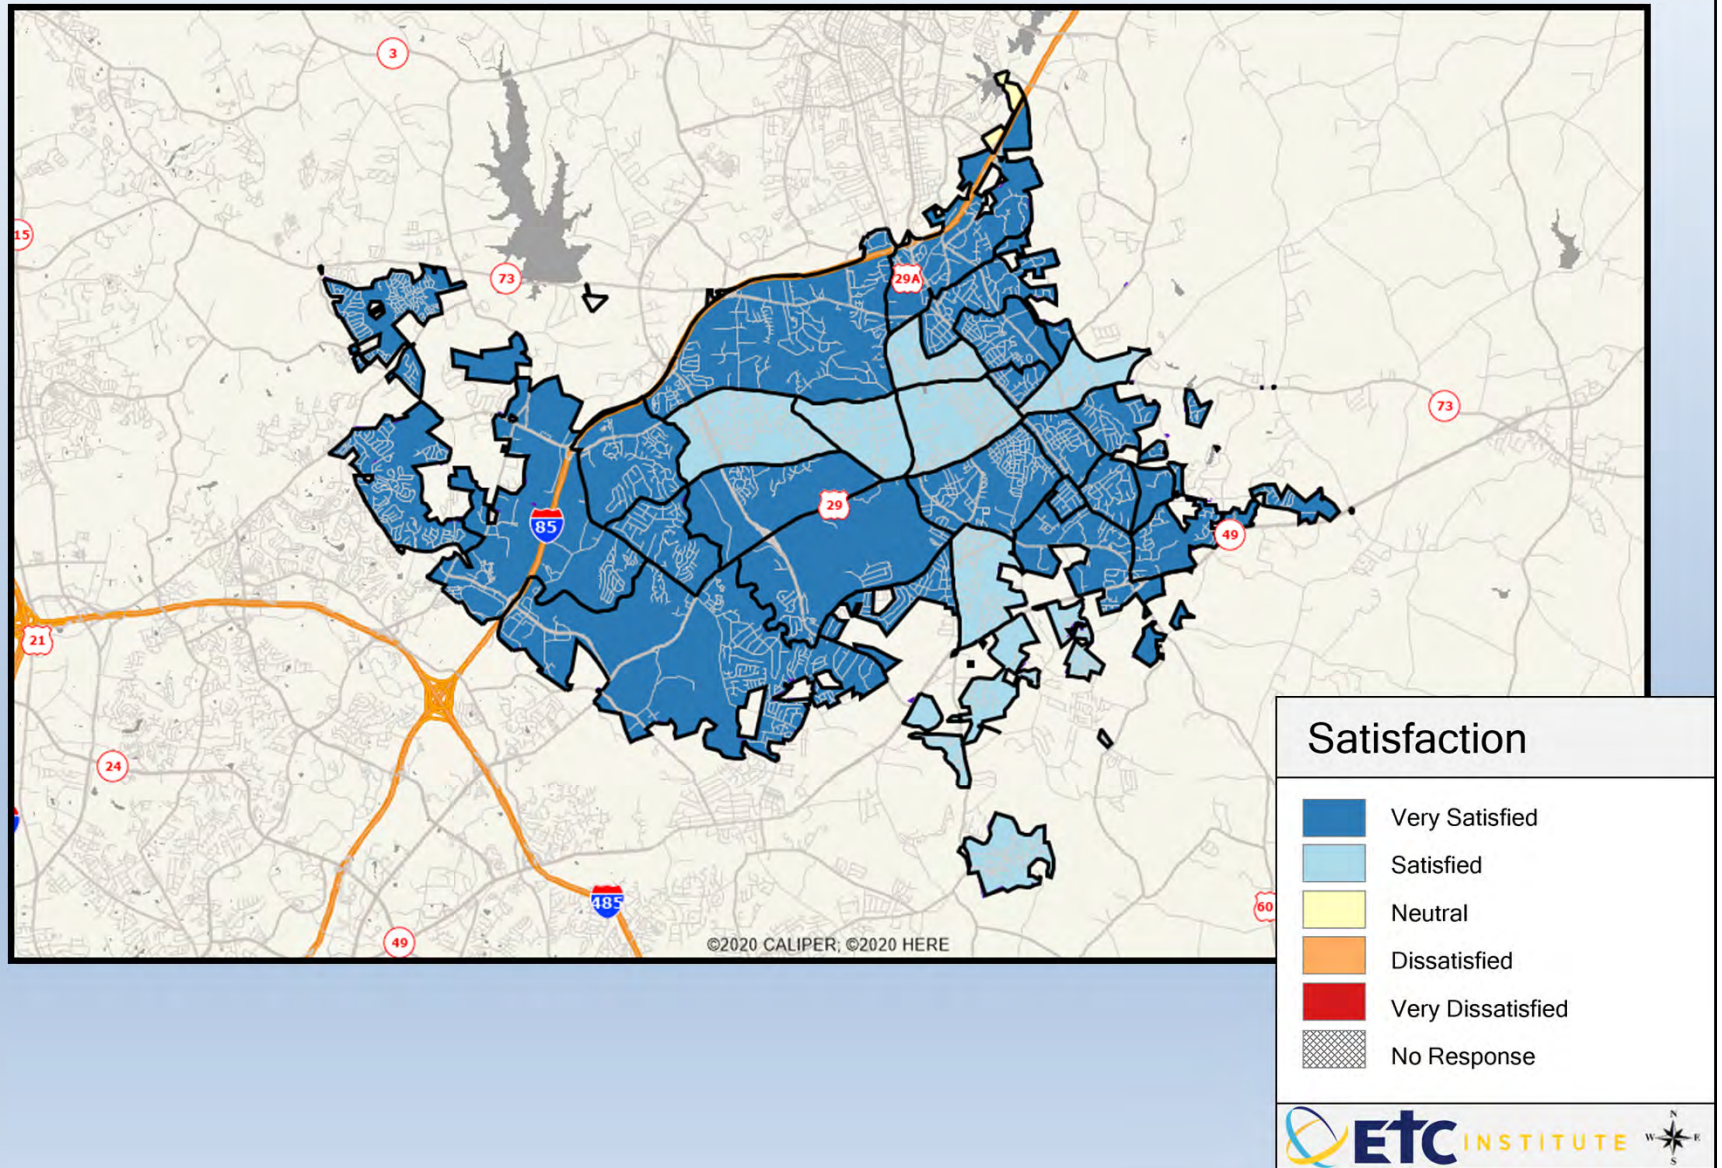 3
15
73
29A
73
29
85
49
21
24
49
485
60
©2020 CALIPER; ©2020 HERE
Satisfaction
Very Satisfied
Satisfied
Neutral
Dissatisfied
Very Dissatisfied
No Response
ETC INSTITUTE
N
W E
S